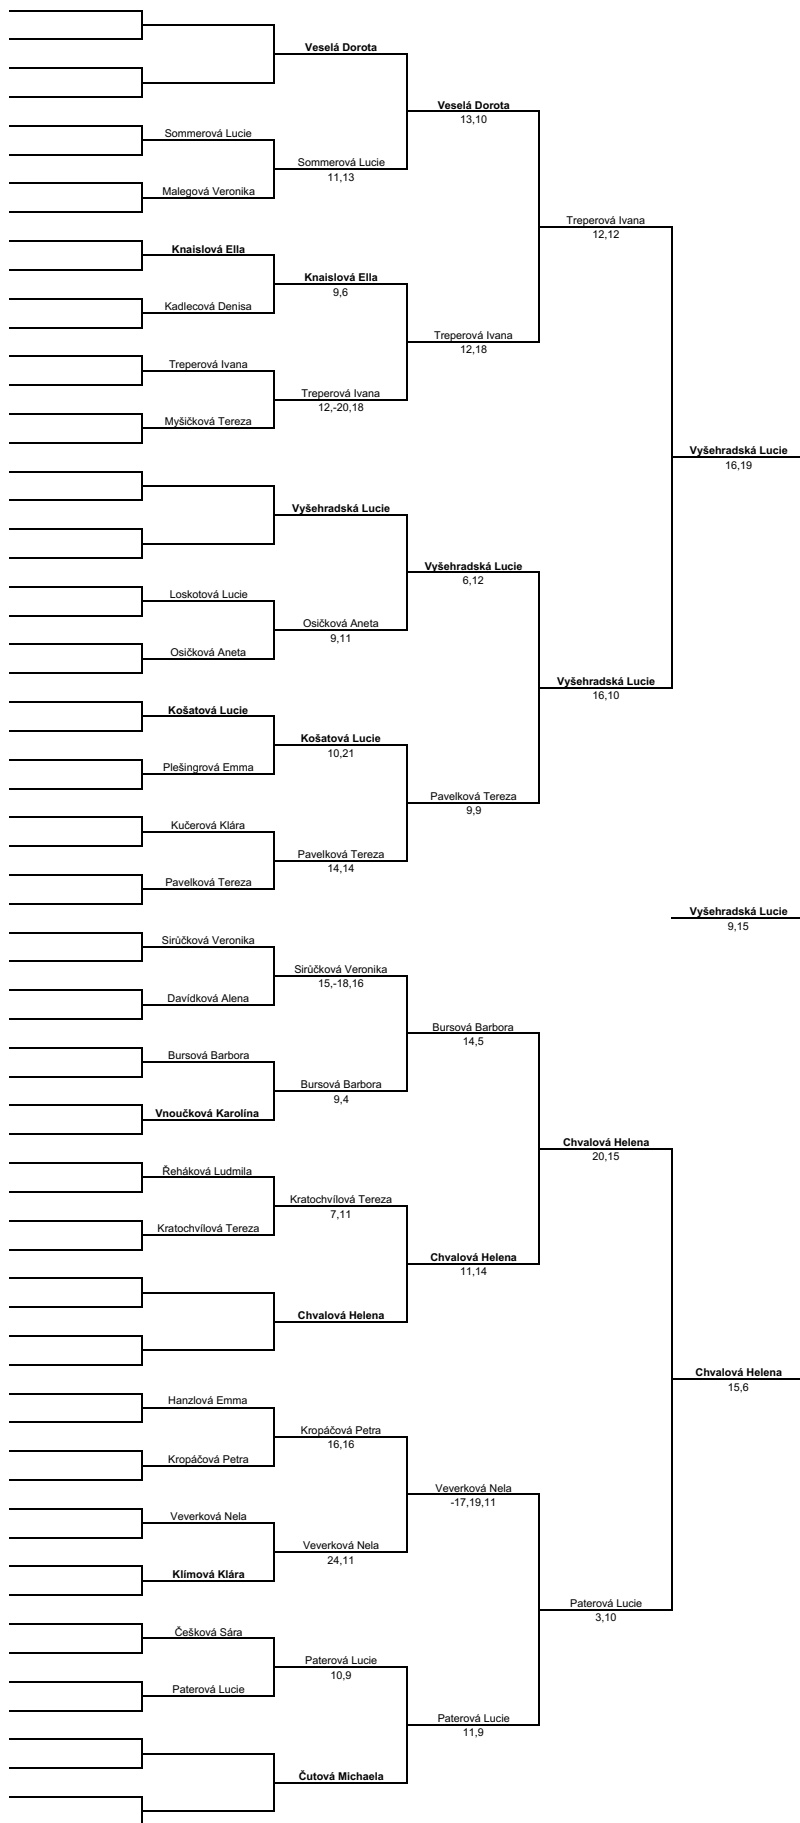 Veselá Dorota
Veselá Dorota
13,10
Sommerová Lucie
Sommerová Lucie
11,13
Malegová Veronika
Treperová Ivana
12,12
Knaislová Ella
Knaislová Ella
9,6
Kadlecová Denisa
Treperová Ivana
12,18
Treperová Ivana
Treperová Ivana
12,-20,18
Myšičková Tereza
Vyšehradská Lucie
16,19
Vyšehradská Lucie
Vyšehradská Lucie
6,12
Loskotová Lucie
Osičková Aneta
9,11
Osičková Aneta
Vyšehradská Lucie
16,10
Košatová Lucie
Košatová Lucie
10,21
Plešingrová Emma
Pavelková Tereza
9,9
Kučerová Klára
Pavelková Tereza
14,14
Pavelková Tereza
Vyšehradská Lucie
9,15
Sirůčková Veronika
Sirůčková Veronika
15,-18,16
Davídková Alena
Bursová Barbora
14,5
Bursová Barbora
Bursová Barbora
9,4
Vnoučková Karolína
Chvalová Helena
20,15
Řeháková Ludmila
Kratochvílová Tereza
7,11
Kratochvílová Tereza
Chvalová Helena
11,14
Chvalová Helena
Chvalová Helena
15,6
Hanzlová Emma
Kropáčová Petra
16,16
Kropáčová Petra
Veverková Nela
-17,19,11
Veverková Nela
Veverková Nela
24,11
Klímová Klára
Paterová Lucie
3,10
Češková Sára
Paterová Lucie
10,9
Paterová Lucie
Paterová Lucie
11,9
Čutová Michaela